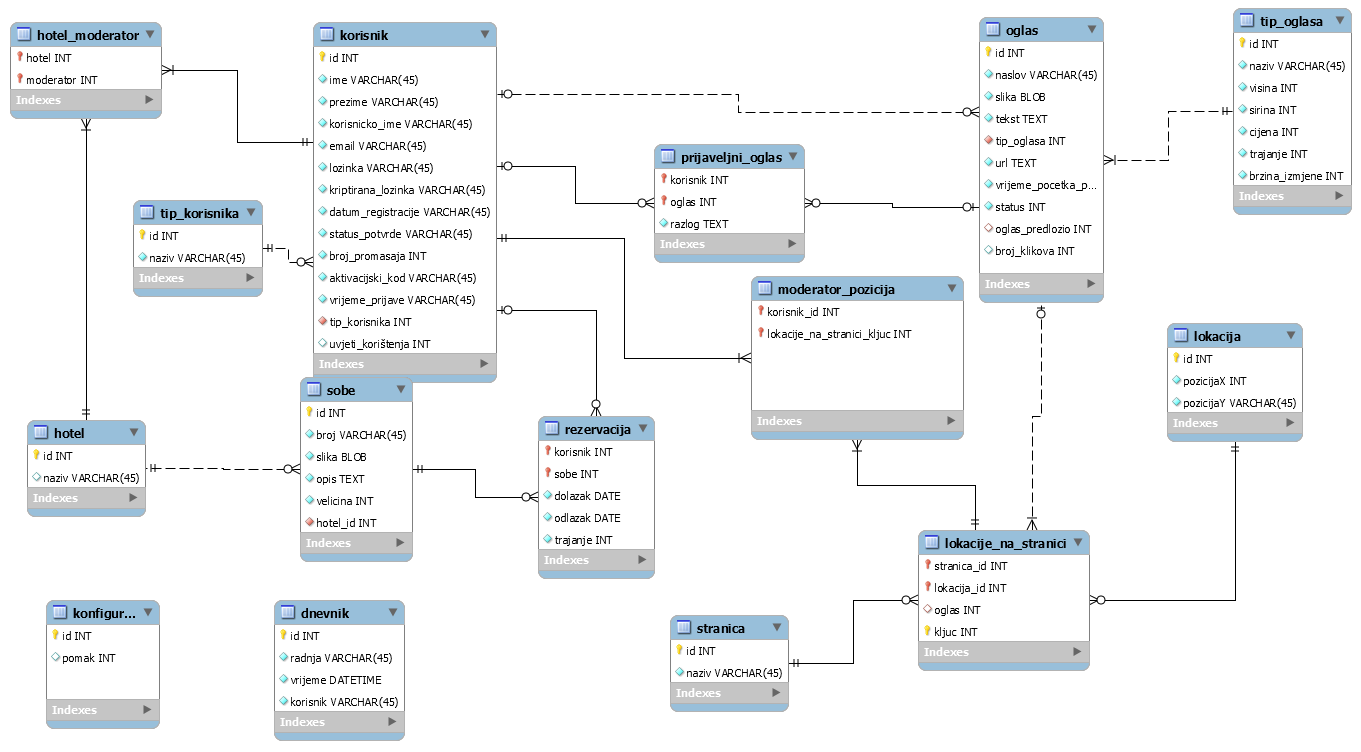 hotel_moderator
hotel INT
moderator INT
Indexes
korisnik
id INT
ime VARCHAR(45)
prezime VARCHAR(45)
korisnicko_ime VARCHAR(45)
email VARCHAR(45)
lozinka VARCHAR(45)
kriptirana_lozinka VARCHAR(45)
datum_registracije VARCHAR(45)
status_potvrde VARCHAR(45)
broj_promasaja INT
aktivacijski_kod VARCHAR(45)
vrijeme_prijave VARCHAR(45)
tip_korisnika INT
uvjeti_korištenja INT
Indexes
oglas
id INT
naslov VARCHAR(45)
slika BLOB
tekst TEXT
tip_oglasa INT
url TEXT
vrijeme_pocetka_p...
status INT
oglas_predlozio INT
broj_klikova INT
Indexes
tip_oglasa
id INT
naziv VARCHAR(45)
visina INT
sirina INT
cijena INT
trajanje INT
brzina_izmjene INT
Indexes
prijaveljni_oglas
korisnik INT
oglas INT
razlog TEXT
Indexes
tip_korisnika
id INT
naziv VARCHAR(45)
Indexes
moderator_pozicija
korisnik_id INT
lokacije_na_stranici_kljuc INT
Indexes
lokacija
id INT
pozicijaX INT
pozicijaY VARCHAR(45)
Indexes
hotel
id INT
naziv VARCHAR(45)
Indexes
sobe
id INT
broj VARCHAR(45)
slika BLOB
opis TEXT
velicina INT
hotel_id INT
Indexes
rezervacija
korisnik INT
sobe INT
dolazak DATE
odlazak DATE
trajanje INT
Indexes
lokacije_na_stranici
stranica_id INT
lokacija_id INT
oglas INT
kljuc INT
Indexes
konfigur...
id INT
pomak INT
Indexes
dnevnik
id INT
radnja VARCHAR(45)
vrijeme DATETIME
korisnik VARCHAR(45)
Indexes
stranica
id INT
naziv VARCHAR(45)
Indexes